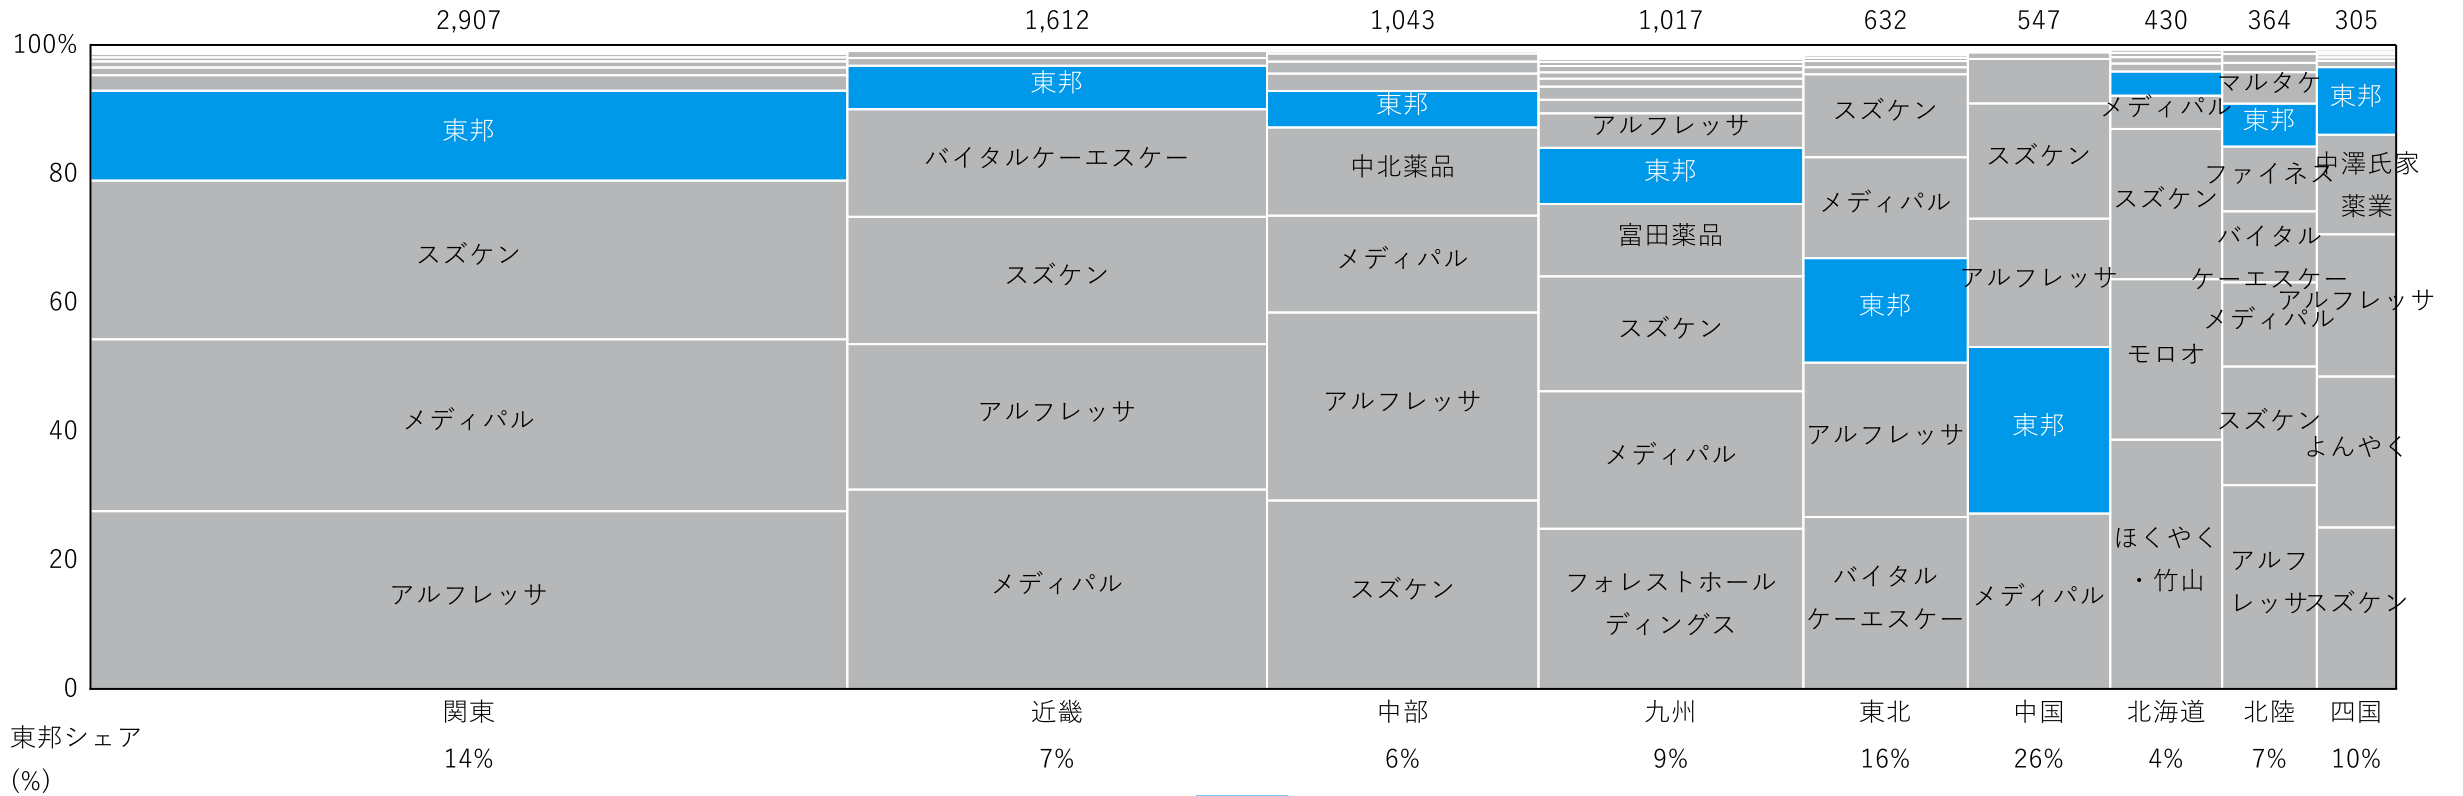 2,907 1,612 1,043 1,017 632 547 430 364 305
100%
80
60
40
20
0
東邦
スズケン
メディパル
アルフレッサ
東邦
バイタルケーエスケー
スズケン
アルフレッサ
メディパル
東邦
中北薬品
メディパル
アルフレッサ
スズケン
アルフレッサ
東邦
富田薬品
スズケン
メディパル
フォレストホール
ディングス
スズケン
メディパル
東邦
アルフレッサ
バイタル
ケーエスケー
スズケン
アルフレッサ
東邦
メディパル
メディパル
スズケン
モロオ
ほくやく
・竹山
マルタケ
東邦
ファイネス
バイタル
ケーエスケー
メディパル
スズケン
アルフ
レッサ
東邦
中澤氏家
薬業
アルフレッサ
よんやく
スズケン
関東 近畿 中部 九州 東北 中国 北海道 北陸 四国
東邦シェア
(%)
14% 7% 6% 9% 16% 26% 4% 7% 10%